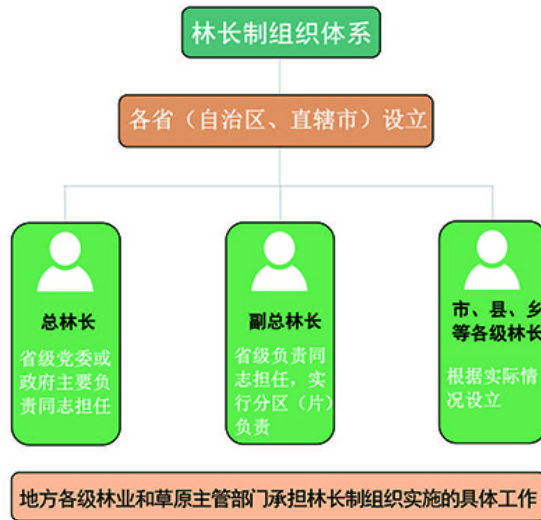 林长制组织体系
各省（自治区、直辖市）设立
总林长
省级党委或
政府主要负
责同志担任
副总林长
省级负责同
志担任，实
行分区（片）
负责
市、县、乡
等各级林长
根据实际情
况设立
地方各级林业和草原主管部门承担林长制组织实施的具体工作